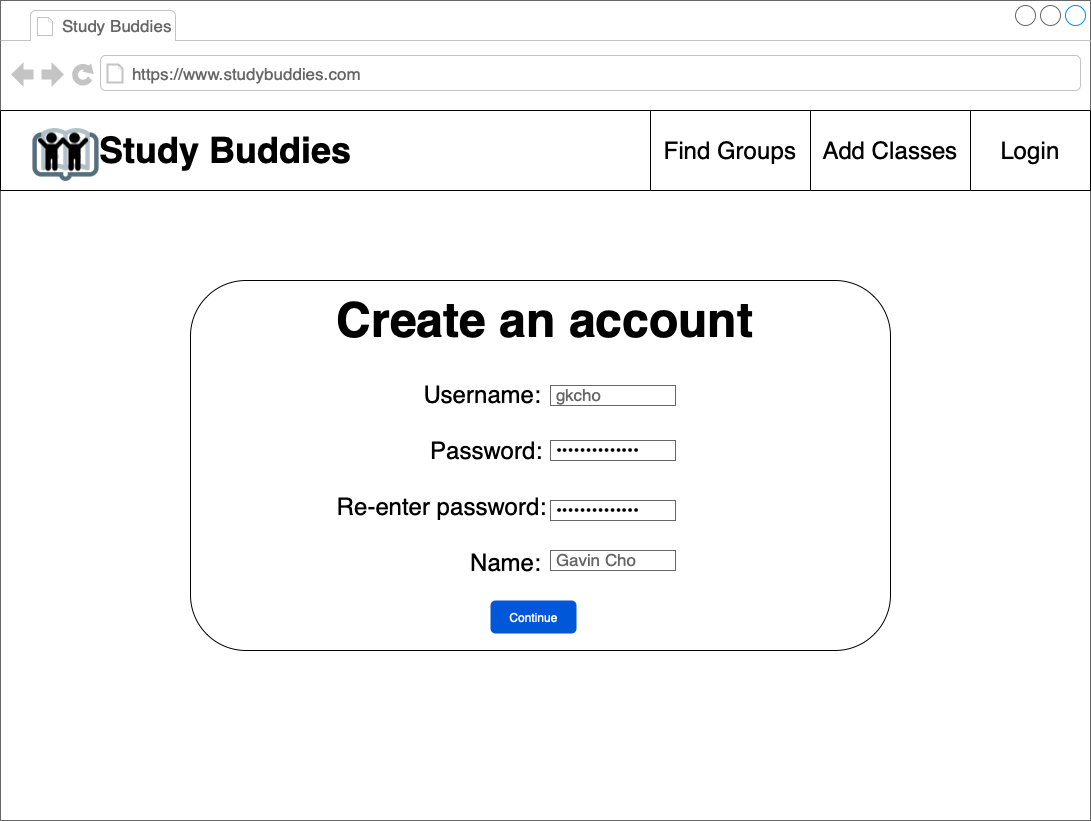 Study Buddies
https://www.studybuddies.com
Study Buddies Find Groups Add Classes Login
Create an account
Username: gkcho
Password: ••••••••••••••
Re-enter password: ••••••••••••••
Name: Gavin Cho
Continue